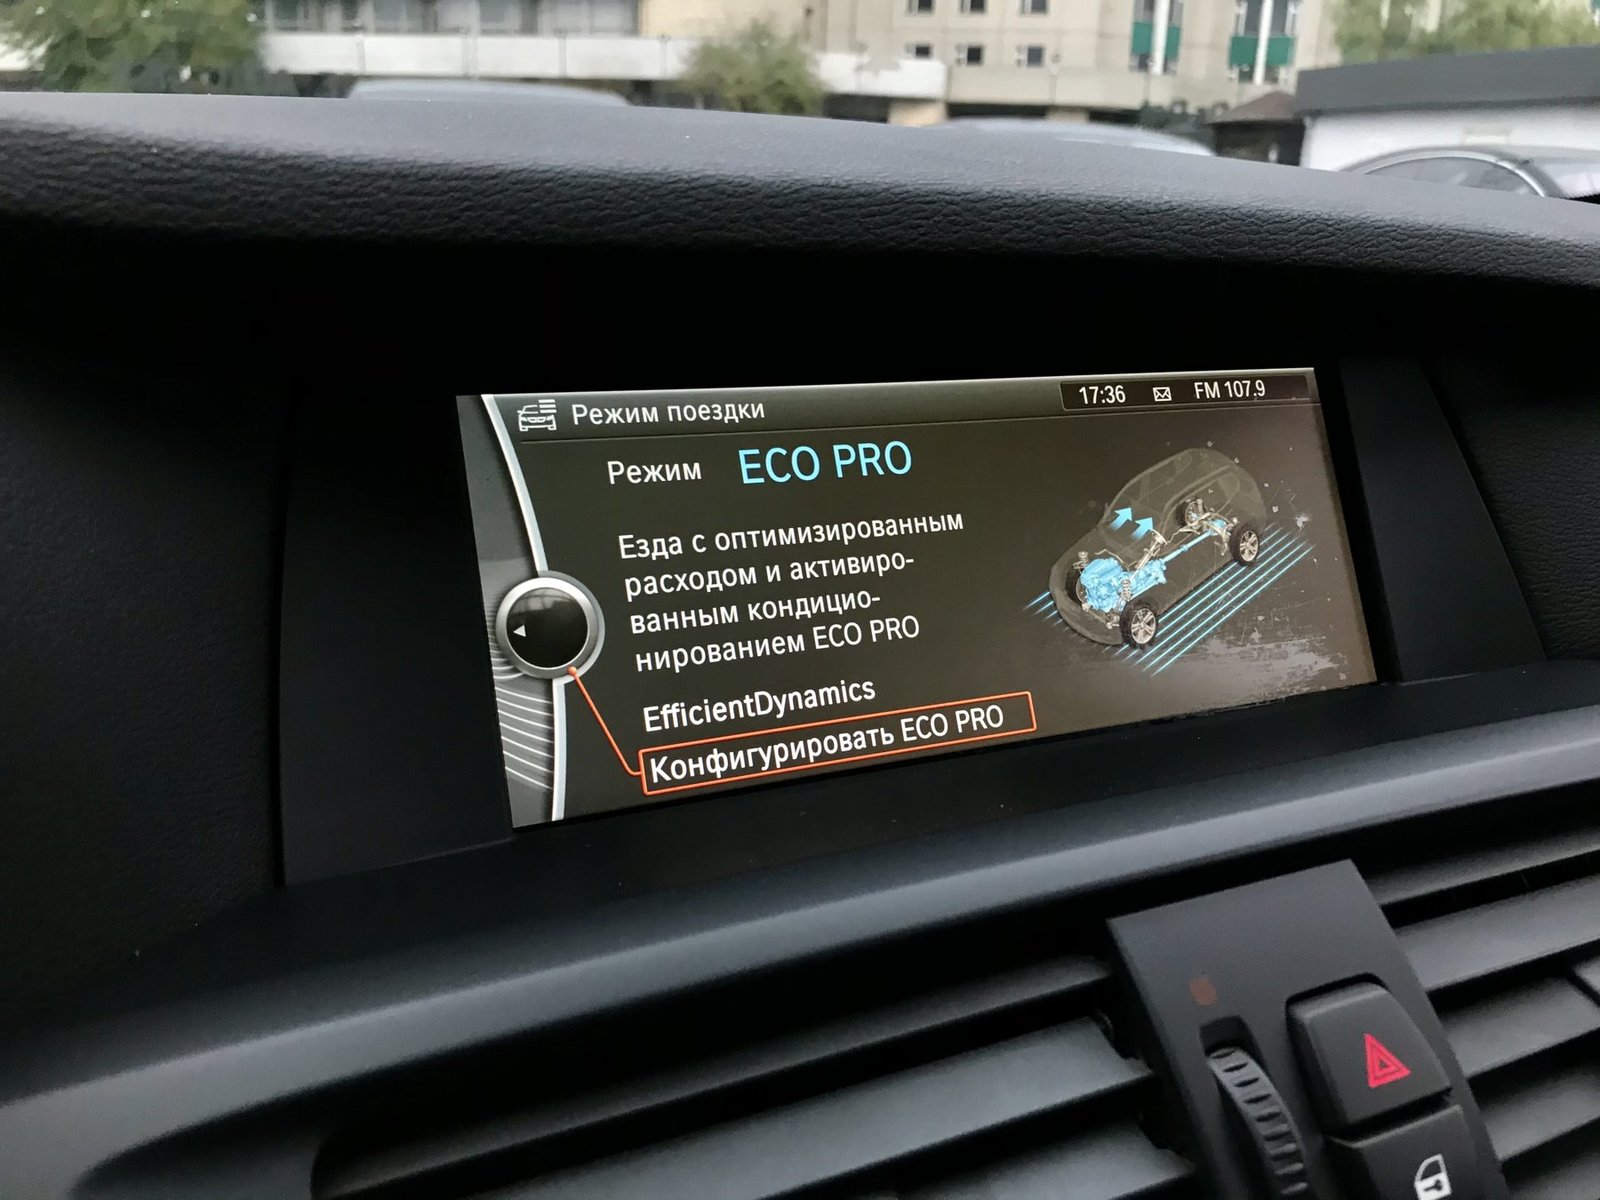 Режим поездки
17:36
FM 107.9
Режим ECO PRO
Езда с оптимизированным
расходом и активиро-
ванным кондицио-
нированием ECO PRO
EfficientDynamics
Конфигурировать ECO PRO